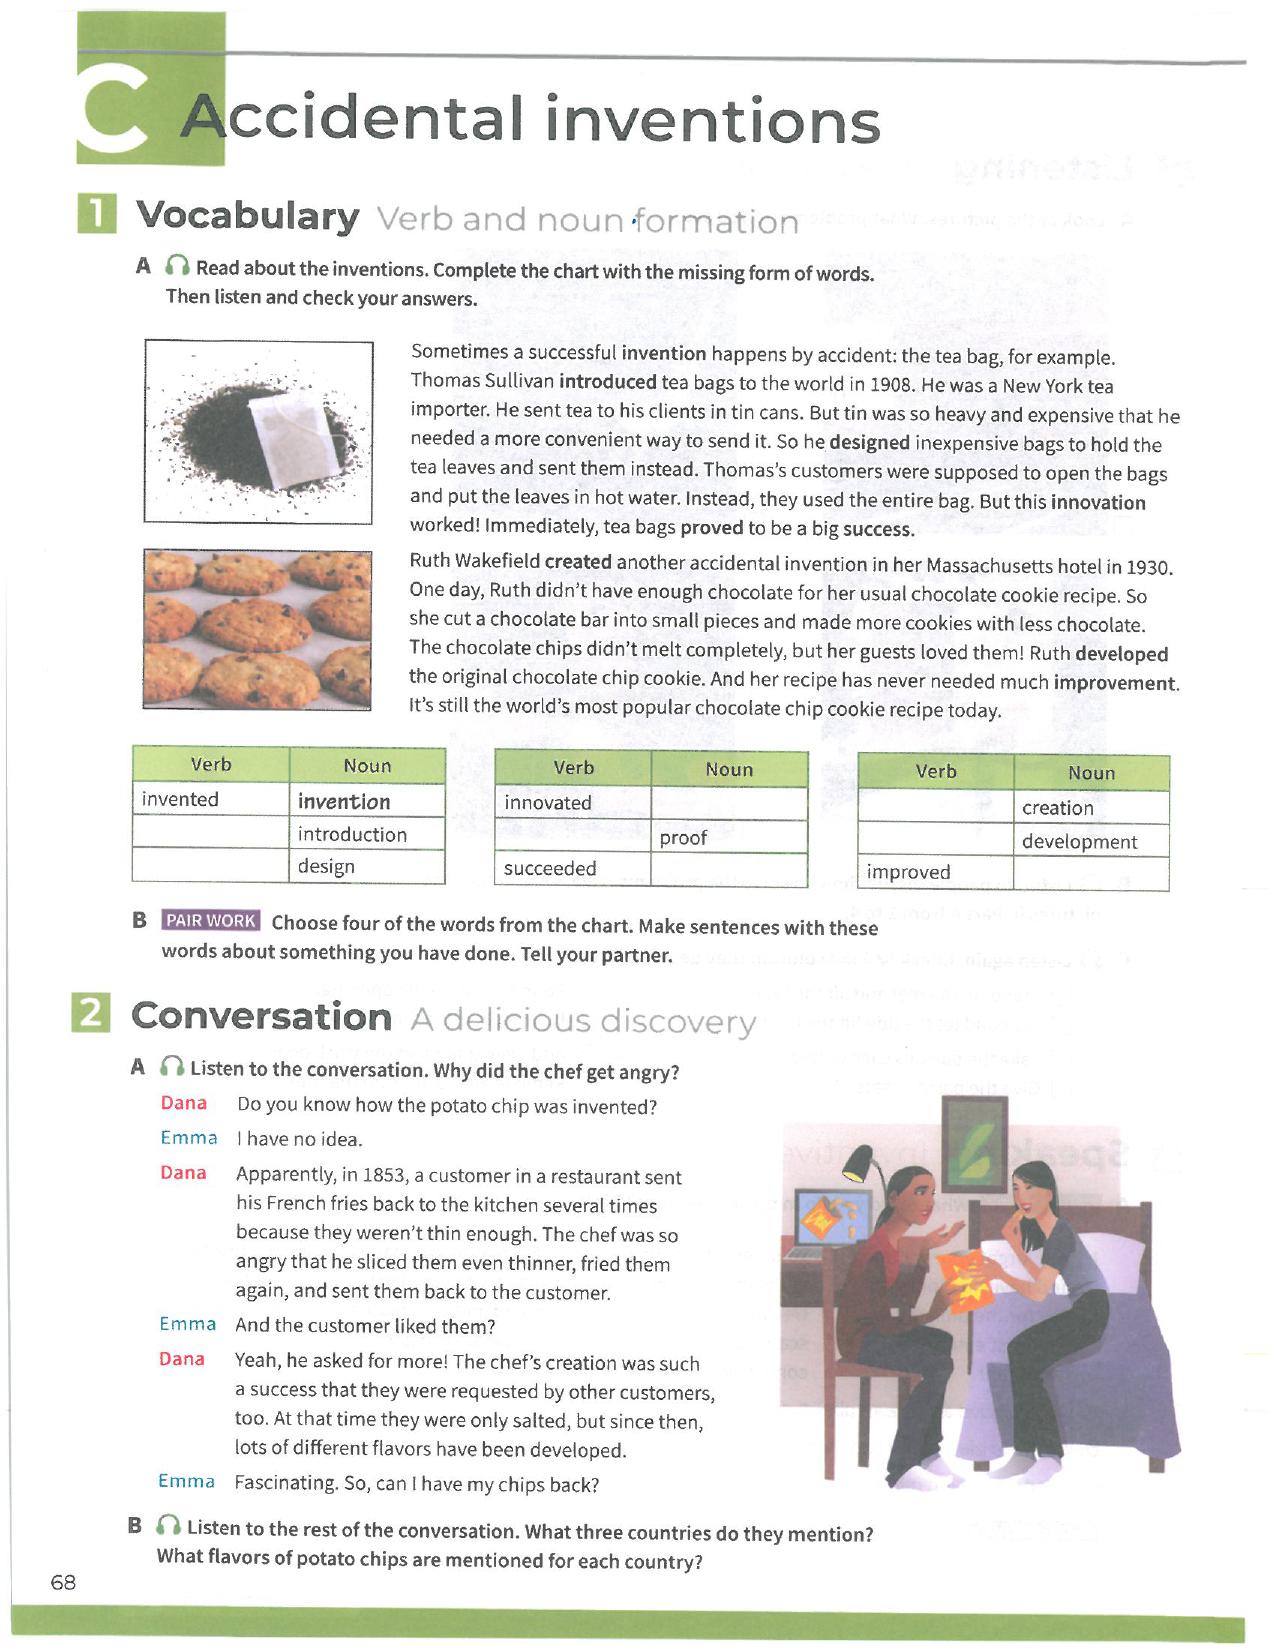 C Accidental inventions
1 Vocabulary Verb and noun formation
A Read about the inventions. Complete the chart with the missing form of words.
Then listen and check your answers.
Sometimes a successful invention happens by accident: the tea bag, for example.
Thomas Sullivan introduced tea bags to the world in 1908. He was a New York tea
importer. He sent tea to his clients in tin cans. But tin was so heavy and expensive that he
needed a more convenient way to send it. So he designed inexpensive bags to hold the
tea leaves and sent them instead. Thomas's customers were supposed to open the bags
and put the leaves in hot water. Instead, they used the entire bag. But this innovation
worked! Immediately, tea bags proved to be a big success.
Ruth Wakefield created another accidental invention in her Massachusetts hotel in 1930.
One day, Ruth didn't have enough chocolate for her usual chocolate cookie recipe. So
she cut a chocolate bar into small pieces and made more cookies with less chocolate.
The chocolate chips didn't melt completely, but her guests loved them! Ruth developed
the original chocolate chip cookie. And her recipe has never needed much improvement.
It's still the world's most popular chocolate chip cookie recipe today.
Verb Noun
invented invention
introduction
design
Verb Noun
innovated
proof
succeeded
Verb Noun
creation
development
improved
B PAIR WORK Choose four of the words from the chart. Make sentences with these
words about something you have done. Tell your partner.
2 Conversation A delicious discovery
A Listen to the conversation. Why did the chef get angry?
Dana Do you know how the potato chip was invented?
Emma I have no idea.
Dana Apparently, in 1853, a customer in a restaurant sent
his French fries back to the kitchen several times
because they weren't thin enough. The chef was so
angry that he sliced them even thinner, fried them
again, and sent them back to the customer.
Emma And the customer liked them?
Dana Yeah, he asked for more! The chef's creation was such
a success that they were requested by other customers,
too. At that time they were only salted, but since then,
lots of different flavors have been developed.
Emma Fascinating. So, can I have my chips back?
B Listen to the rest of the conversation. What three countries do they mention?
What flavors of potato chips are mentioned for each country?
68